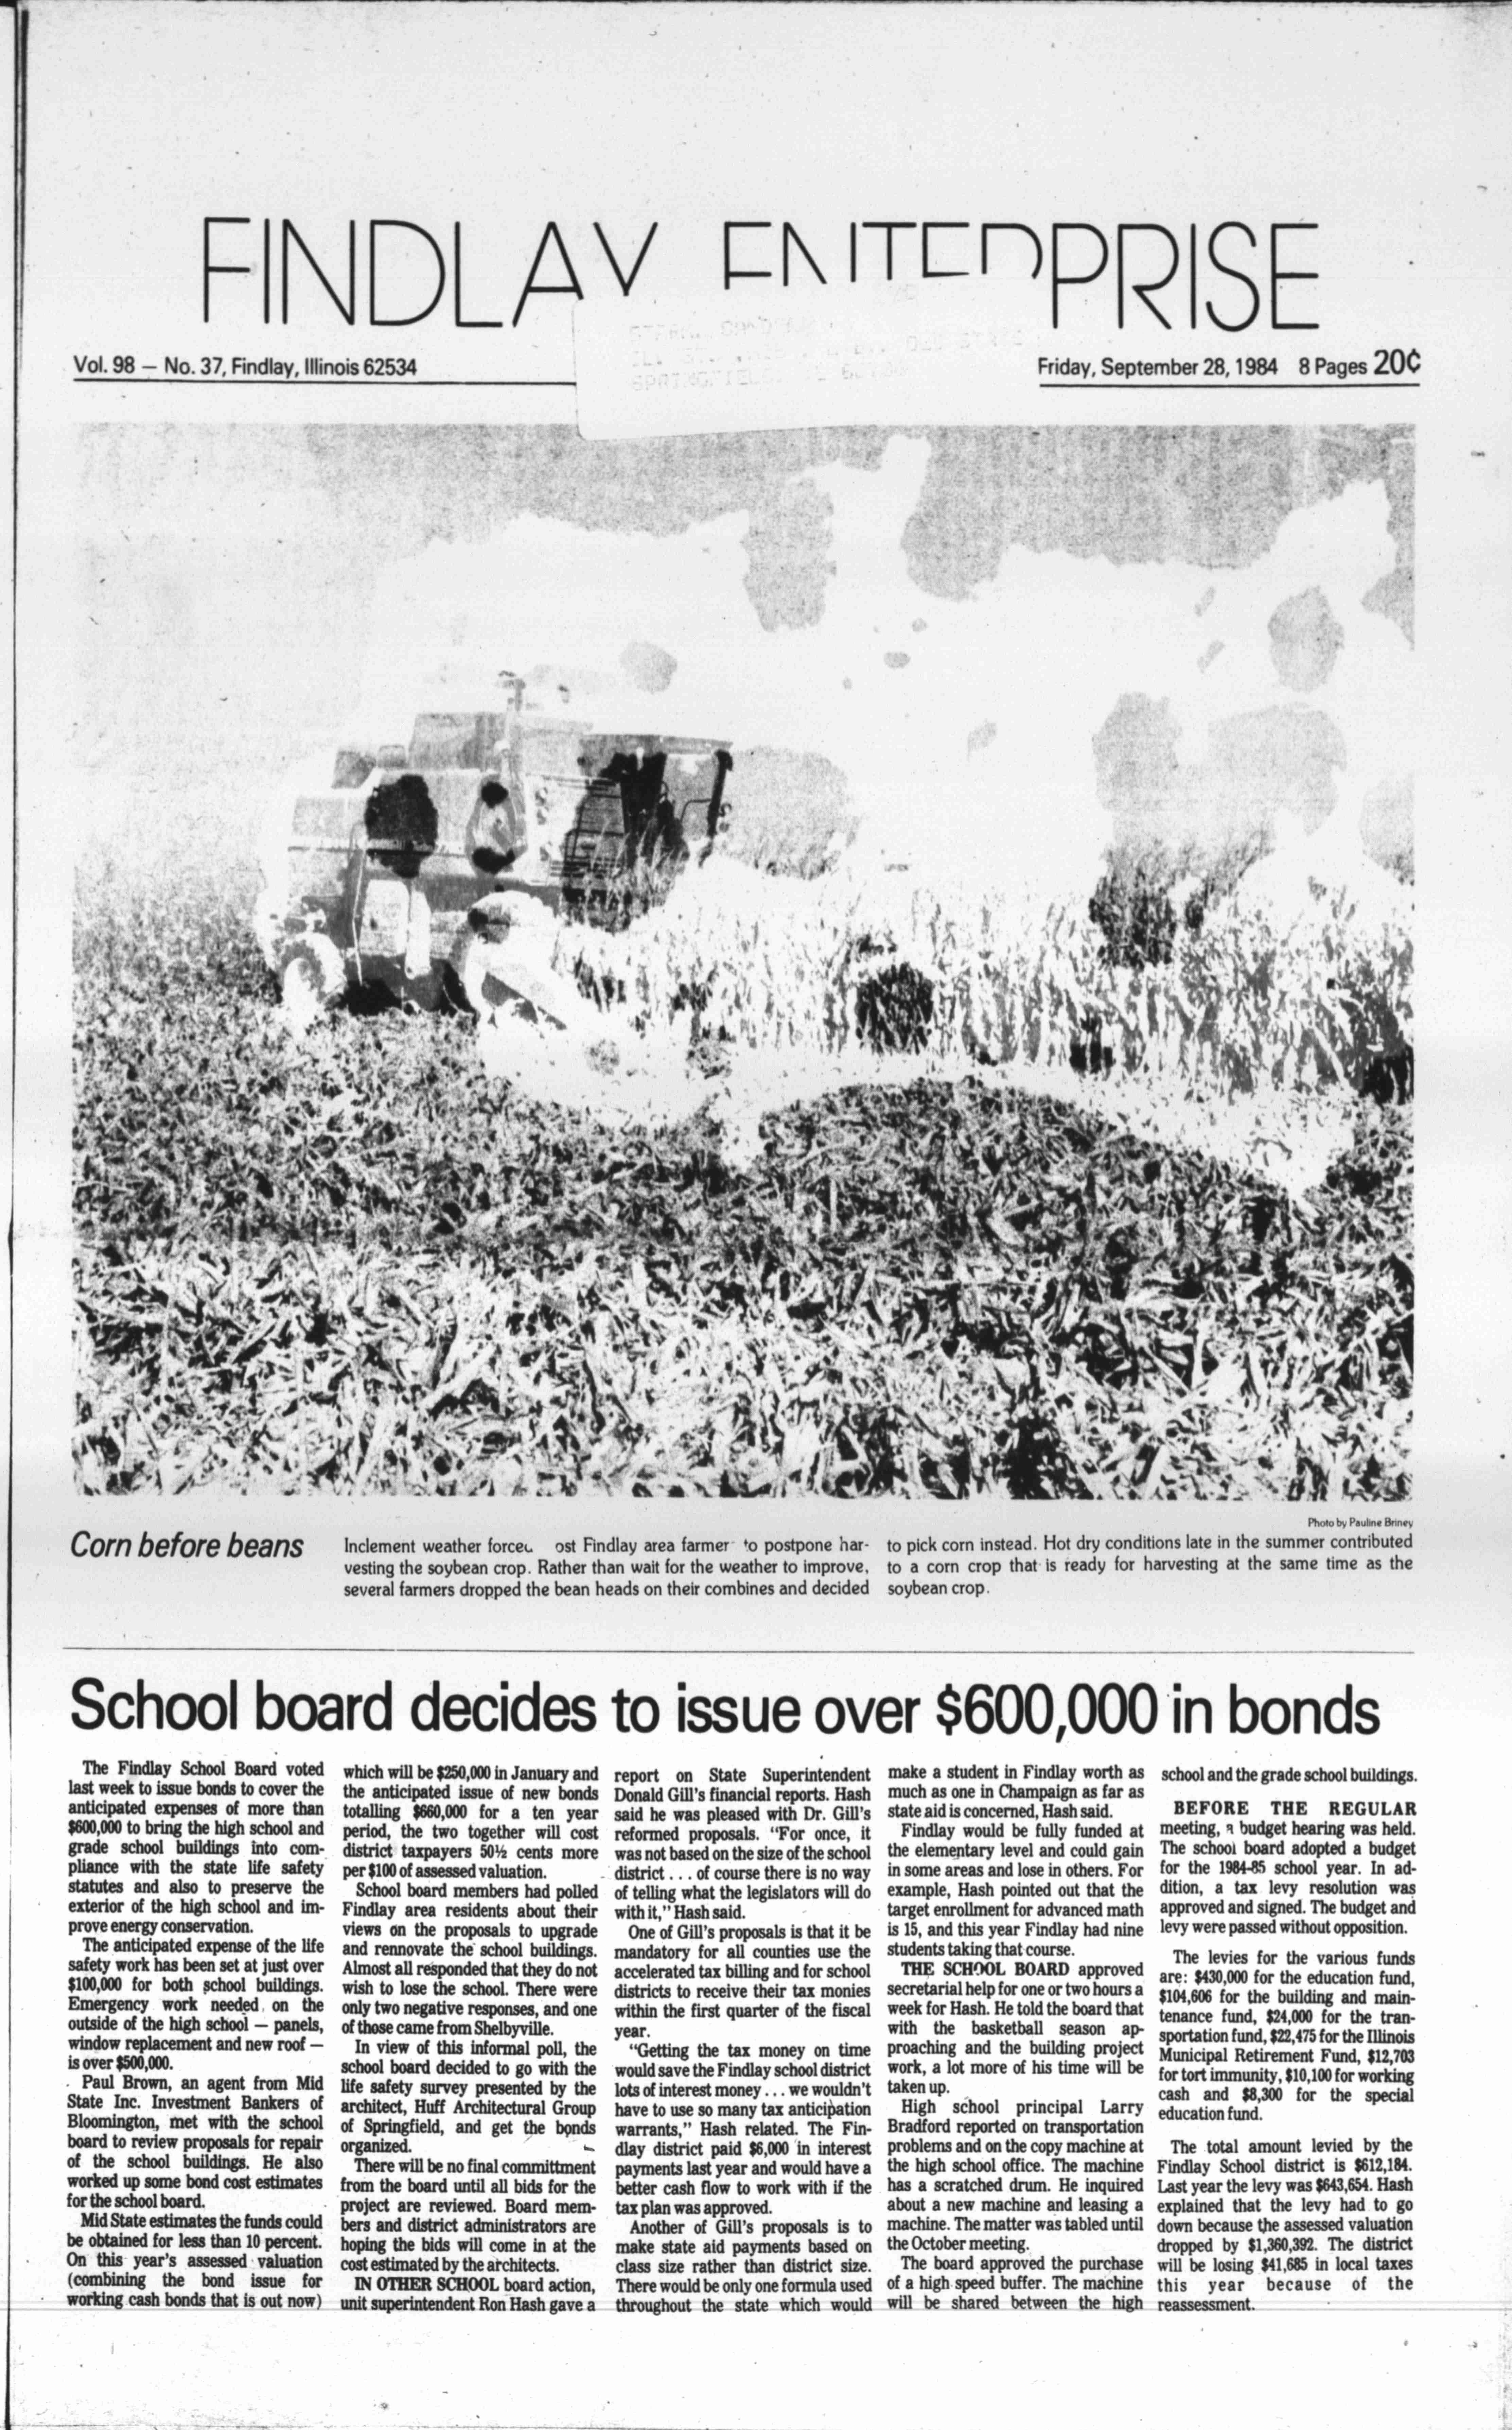 FINDLAY ENTERPRISE
Vol. 98 — No. 37, Findlay, Illinois 62534
Friday, September 28, 1984 8 Pages 20¢
Photo by Pauline Briney
Corn before beans
Inclement weather ost Findlay area to postpone har-
vesting the soybean crop. Rather than wait for the weather to improve,
several farmers dropped the bean heads on their combines and decided
to pick corn instead. Hot dry conditions late in the summer contributed
to a corn crop that is ready for harvesting at the same time as the
soybean crop.
School board decides to issue over $600,000 in bonds
The Findlay School Board voted
last week to issue bonds to cover the
anticipated expenses of more than
$600,000 to bring the high school and
grade school buildings into com-
pliance with the state life safety
statutes and also to preserve the
exterior of the high school and im-
prove energy conservation.
The anticipated expense of the life
safety work has been set at just over
$100,000 for both school buildings.
Emergency work needed on the
outside of the high school — panels,
window replacement and new roof —
is over $500,000.
Paul Brown, an agent from Mid
State Inc. Investment Bankers of
Bloomington, met with the school
board to review proposals for repair
of the school buildings. He also
worked up some bond cost estimates
for the school board.
Mid State estimates the funds could
be obtained for less than 10 percent.
On this year's assessed valuation
(combining the bond issue for
working cash bonds that is out now)
which will be $250,000 in January and
the anticipated issue of new bonds
totalling $660,000 for a ten year
period, the two together will cost
district taxpayers 50½ cents more
per $100 of assessed valuation.
School board members had polled
Findlay area residents about their
views on the proposals to upgrade
and rennovate the school buildings.
Almost all responded that they do not
wish to lose the school. There were
only two negative responses, and one
of those came from Shelbyville.
In view of this informal poll, the
school board decided to go with the
life safety survey presented by the
architect, Huff Architectural Group
of Springfield, and get the bonds
organized.
There will be no final committment
from the board until all bids for the
project are reviewed. Board mem-
bers and district administrators are
hoping the bids will come in at the
cost estimated by the architects.
IN OTHER SCHOOL board action,
unit superintendent Ron Hash gave a
report on State Superintendent
Donald Gill's financial reports. Hash
said he was pleased with Dr. Gill's
reformed proposals. "For once, it
was not based on the size of the school
district . . . of course there is no way
of telling what the legislators will do
with it," Hash said.
One of Gill's proposals is that it be
mandatory for all counties use the
accelerated tax billing and for school
districts to receive their tax monies
within the first quarter of the fiscal
year.
"Getting the tax money on time
would save the Findlay school district
lots of interest money . . . we wouldn't
have to use so many tax anticipation
warrants," Hash related. The Fin-
dlay district paid $6,000 in interest
payments last year and would have a
better cash flow to work with if the
tax plan was approved.
Another of Gill's proposals is to
make state aid payments based on
class size rather than district size.
There would be only one formula used
throughout the state which would
make a student in Findlay worth as
much as one in Champaign as far as
state aid is concerned, Hash said.
Findlay would be fully funded at
the elementary level and could gain
in some areas and lose in others. For
example, Hash pointed out that the
target enrollment for advanced math
is 15, and this year Findlay had nine
students taking that course.
THE SCHOOL BOARD approved
secretarial help for one or two hours a
week for Hash. He told the board that
with the basketball season ap-
proaching and the building project
work, a lot more of his time will be
taken up.
High school principal Larry
Bradford reported on transportation
problems and on the copy machine at
the high school office. The machine
has a scratched drum. He inquired
about a new machine and leasing a
machine. The matter was tabled until
the October meeting.
The board approved the purchase
of a high speed buffer. The machine
will be shared between the high
school and the grade school buildings.
BEFORE THE REGULAR
meeting, a budget hearing was held.
The school board adopted a budget
for the 1984-85 school year. In ad-
dition, a tax levy resolution was
approved and signed. The budget and
levy were passed without opposition.
The levies for the various funds
are: $430,000 for the education fund,
$104,606 for the building and main-
tenance fund, $24,000 for the tran-
sportation fund, $22,475 for the Illinois
Municipal Retirement Fund, $12,703
for tort immunity, $10,100 for working
cash and $8,300 for the special
education fund.
The total amount levied by the
Findlay School district is $612,184.
Last year the levy was $643,654. Hash
explained that the levy had to go
down because the assessed valuation
dropped by $1,360,392. The district
will be losing $41,685 in local taxes
this year because of the
reassessment.